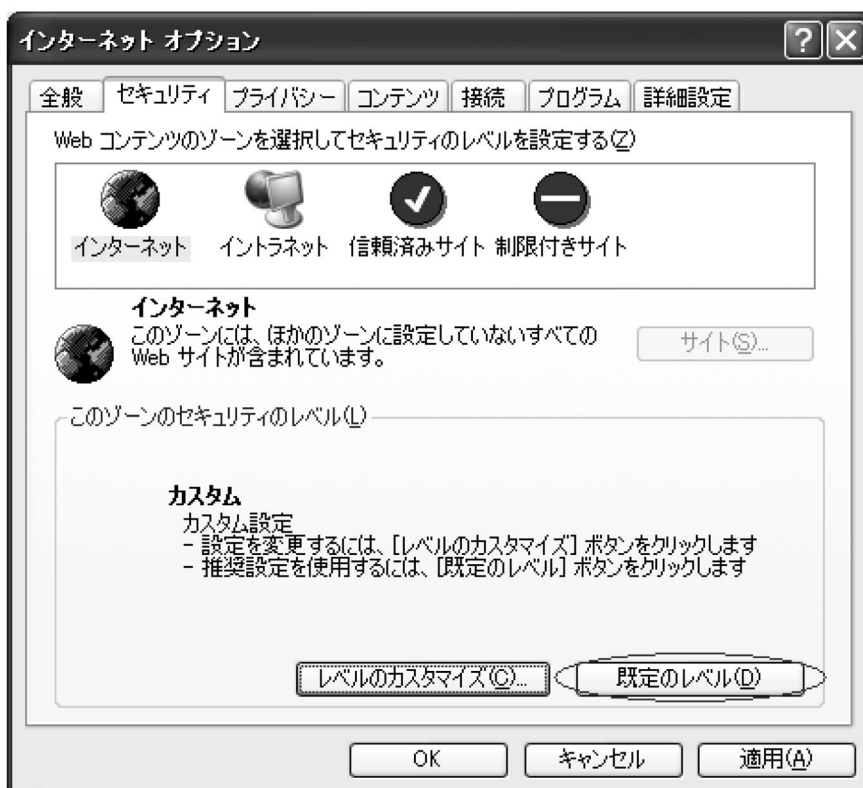 インターネット オプション
全般 セキュリティ プライバシー コンテンツ 接続 プログラム 詳細設定
Web コンテンツのゾーンを選択してセキュリティのレベルを設定する(Z)
インターネット イントラネット 信頼済みサイト 制限付きサイト
インターネット
このゾーンには、ほかのゾーンに設定していないすべての
Web サイトが含まれています。
サイト(S)...
このゾーンのセキュリティのレベル(L)
カスタム
カスタム設定
- 設定を変更するには、[レベルのカスタマイズ] ボタンをクリックします
- 推奨設定を使用するには、[既定のレベル] ボタンをクリックします
レベルのカスタマイズ(C)... 既定のレベル(D)
OK キャンセル 適用(A)